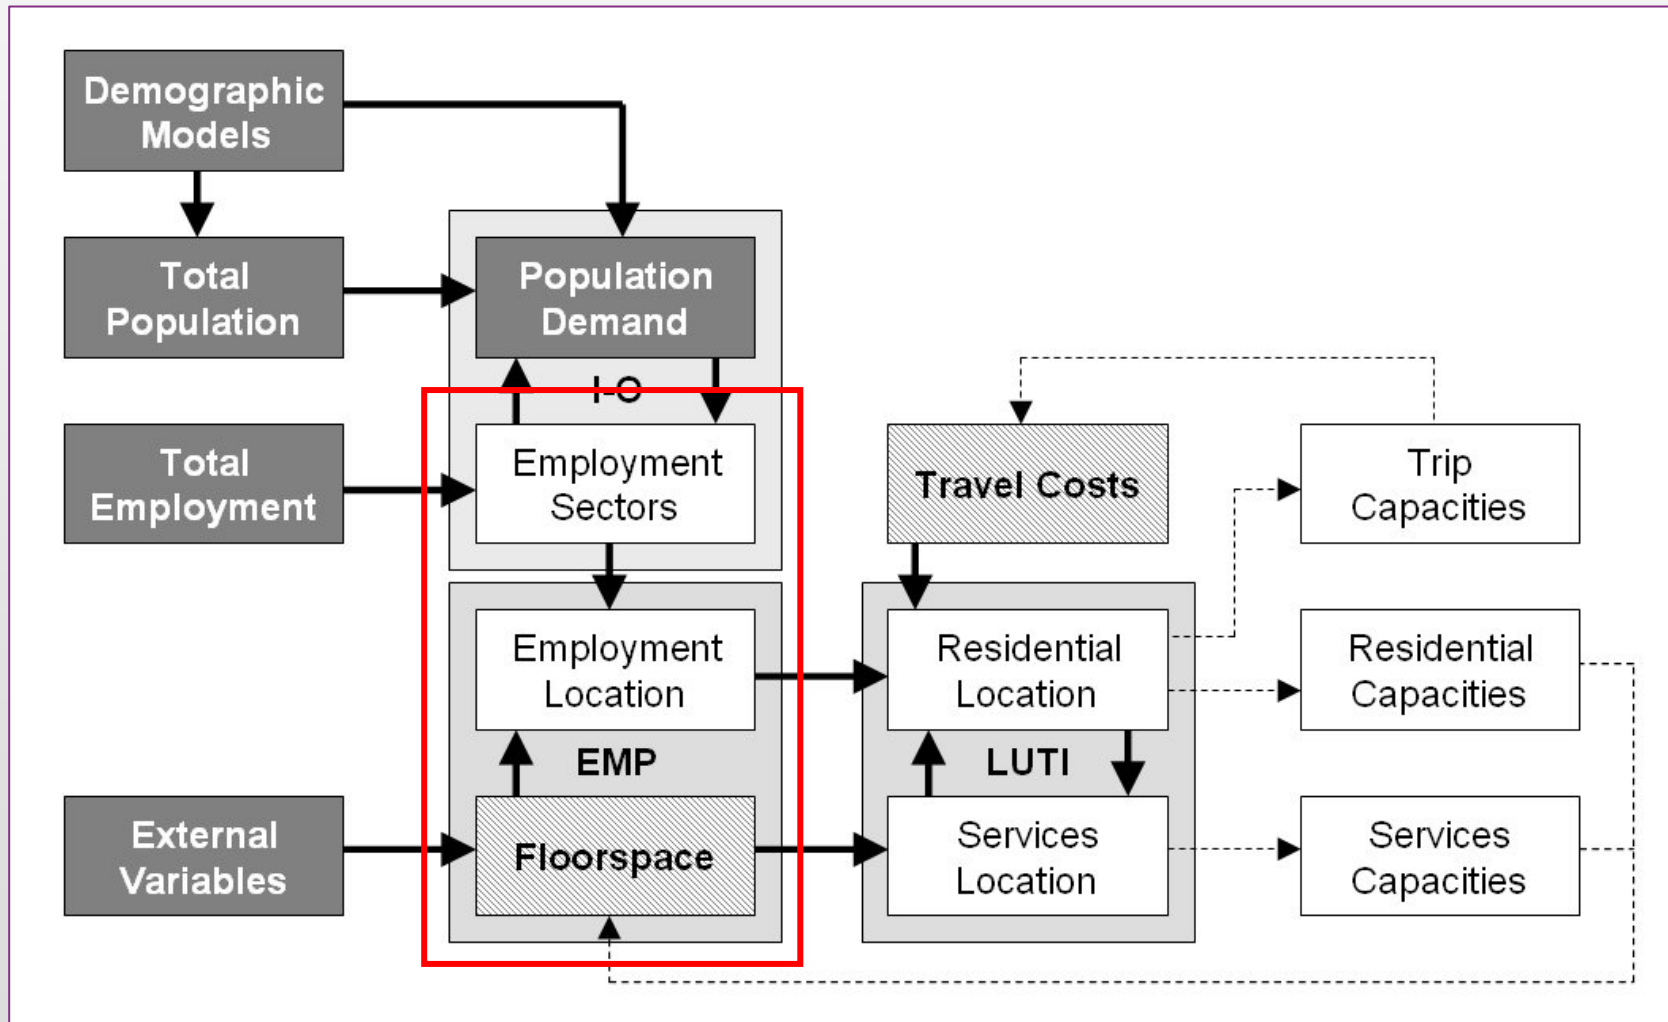 Demographic
Models
Total
Population
Population
Demand
I-O
Total
Employment
Employment
Sectors
Travel Costs
Trip
Capacities
Employment
Location
Residential
Location
Residential
Capacities
EMP
LUTI
External
Variables
Floorspace
Services
Location
Services
Capacities